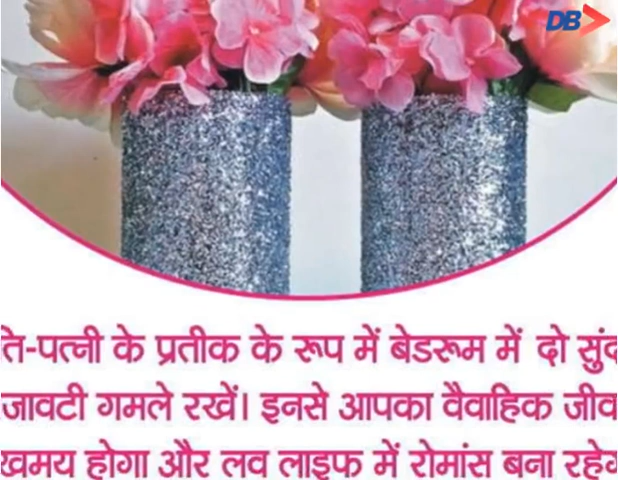 DB
ति-पत्नी के प्रतीक के रूप में बेडरूम में दो सुंद
जावटी गमले रखें। इनसे आपका वैवाहिक जीव
खमय होगा और लव लाइफ में रोमांस बना रहेग